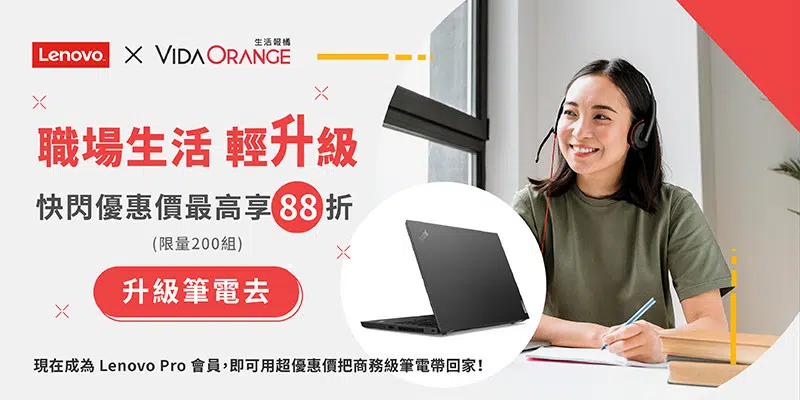 Lenovo. × VIDA ORANGE
生活報橘
職場生活 輕升級
快閃優惠價最高享88折
(限量200組)
升級筆電去
現在成為 Lenovo Pro 會員,即可用超優惠價把商務級筆電帶回家!